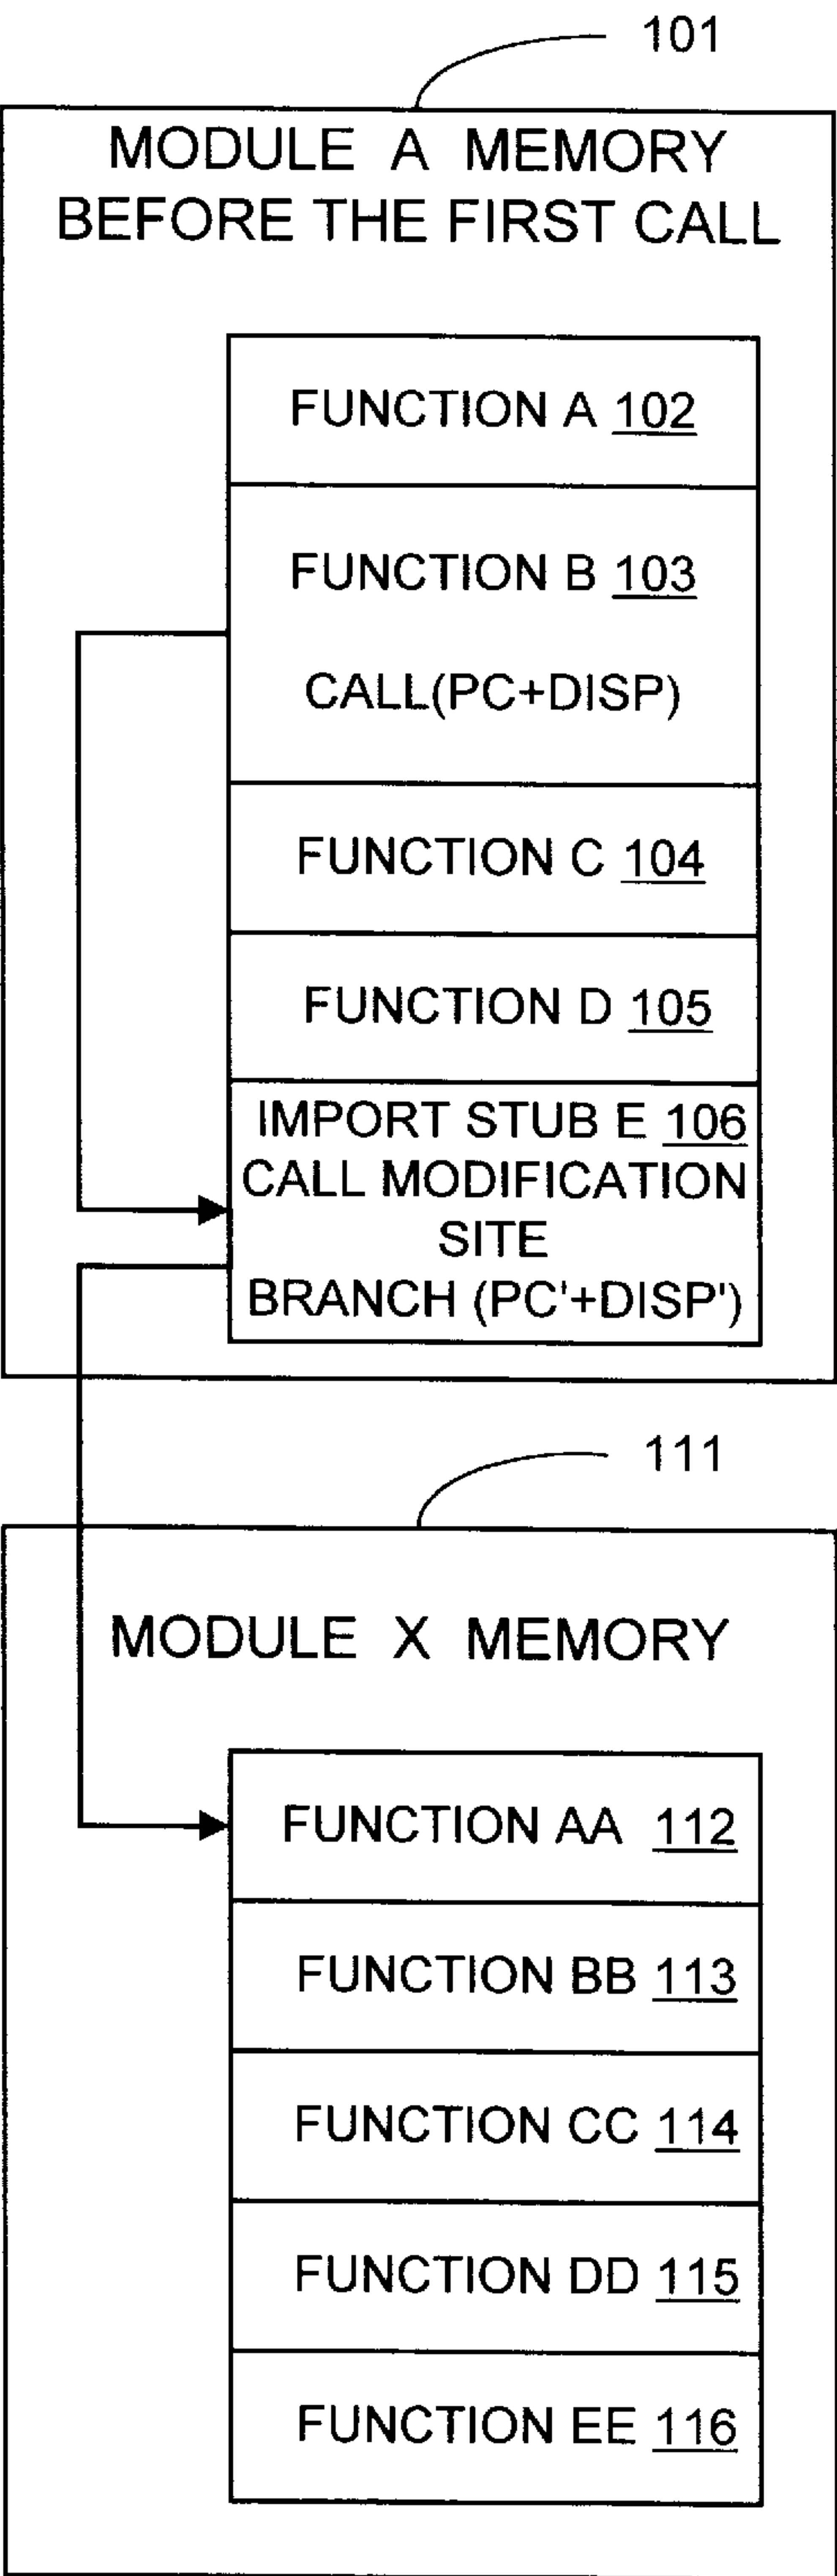 101
MODULE A MEMORY
BEFORE THE FIRST CALL
FUNCTION A 102
FUNCTION B 103
CALL(PC+DISP)
FUNCTION C 104
FUNCTION D 105
IMPORT STUB E 106
CALL MODIFICATION
SITE
BRANCH (PC'+DISP')
111
MODULE X MEMORY
FUNCTION AA 112
FUNCTION BB 113
FUNCTION CC 114
FUNCTION DD 115
FUNCTION EE 116